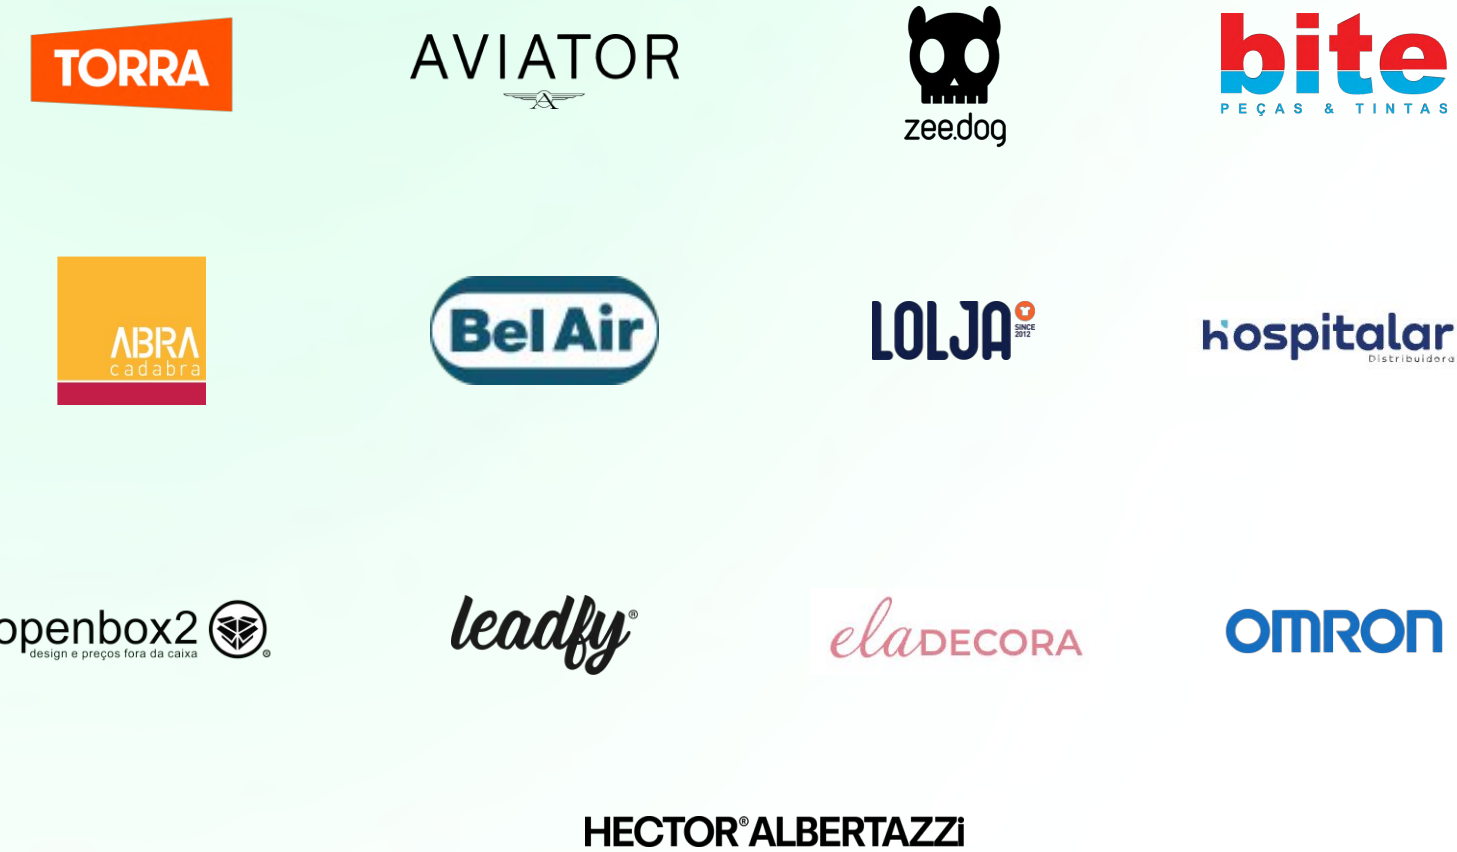 TORRA
AVIATOR
A
zee.dog
bite
PEÇAS & TINTAS
ABRA
cadabra
Bel Air
LOLJA
SINCE
2012
hospitalar
Distribuidora
openbox2
design e preços fora da caixa
®
leadfy®
elaDECORA
OMRON
HECTOR®ALBERTAZZi